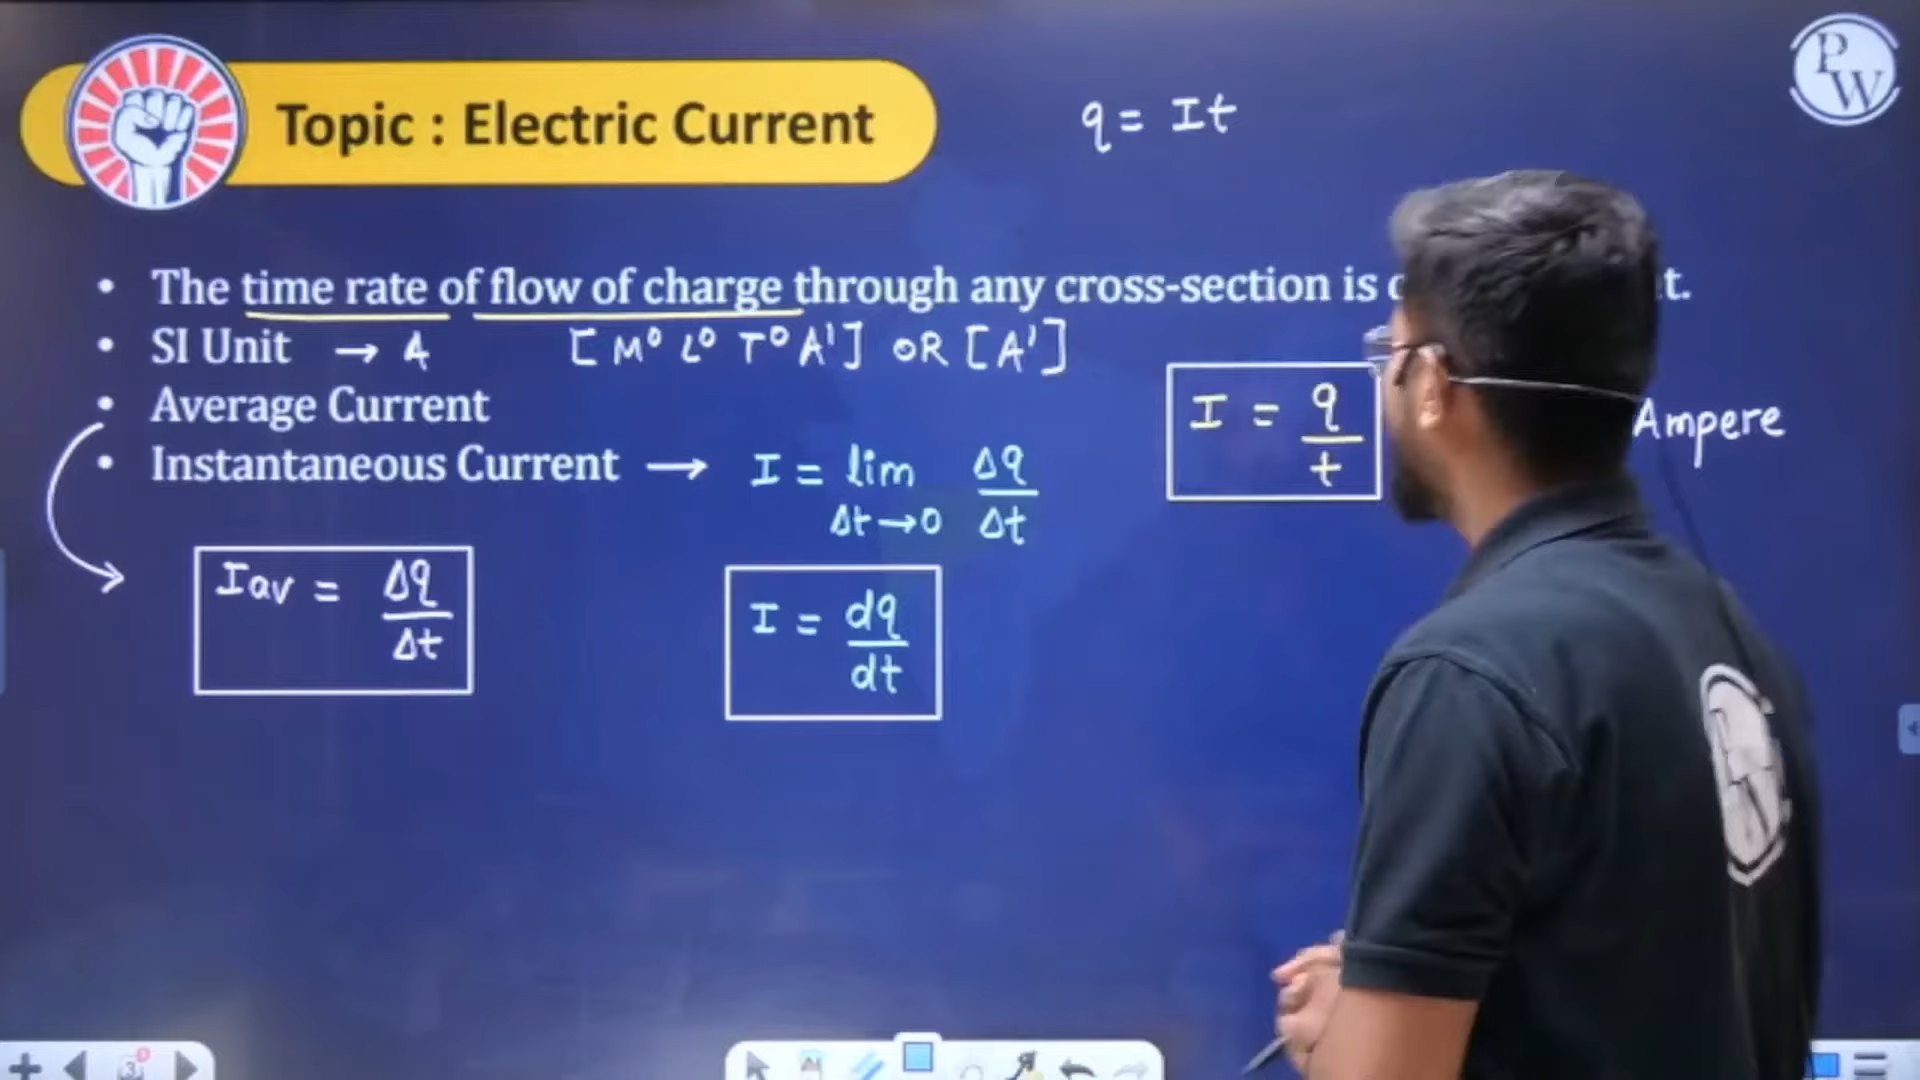 Topic : Electric Current
q = It
PW
• The time rate of flow of charge through any cross-section is
• SI Unit → A [M⁰ L⁰ T⁰ A¹] OR [A¹]
• Average Current
I = q/t
Ampere
• Instantaneous Current → I = lim Δt→0 Δq/Δt
Iav = Δq/Δt
I = dq/dt